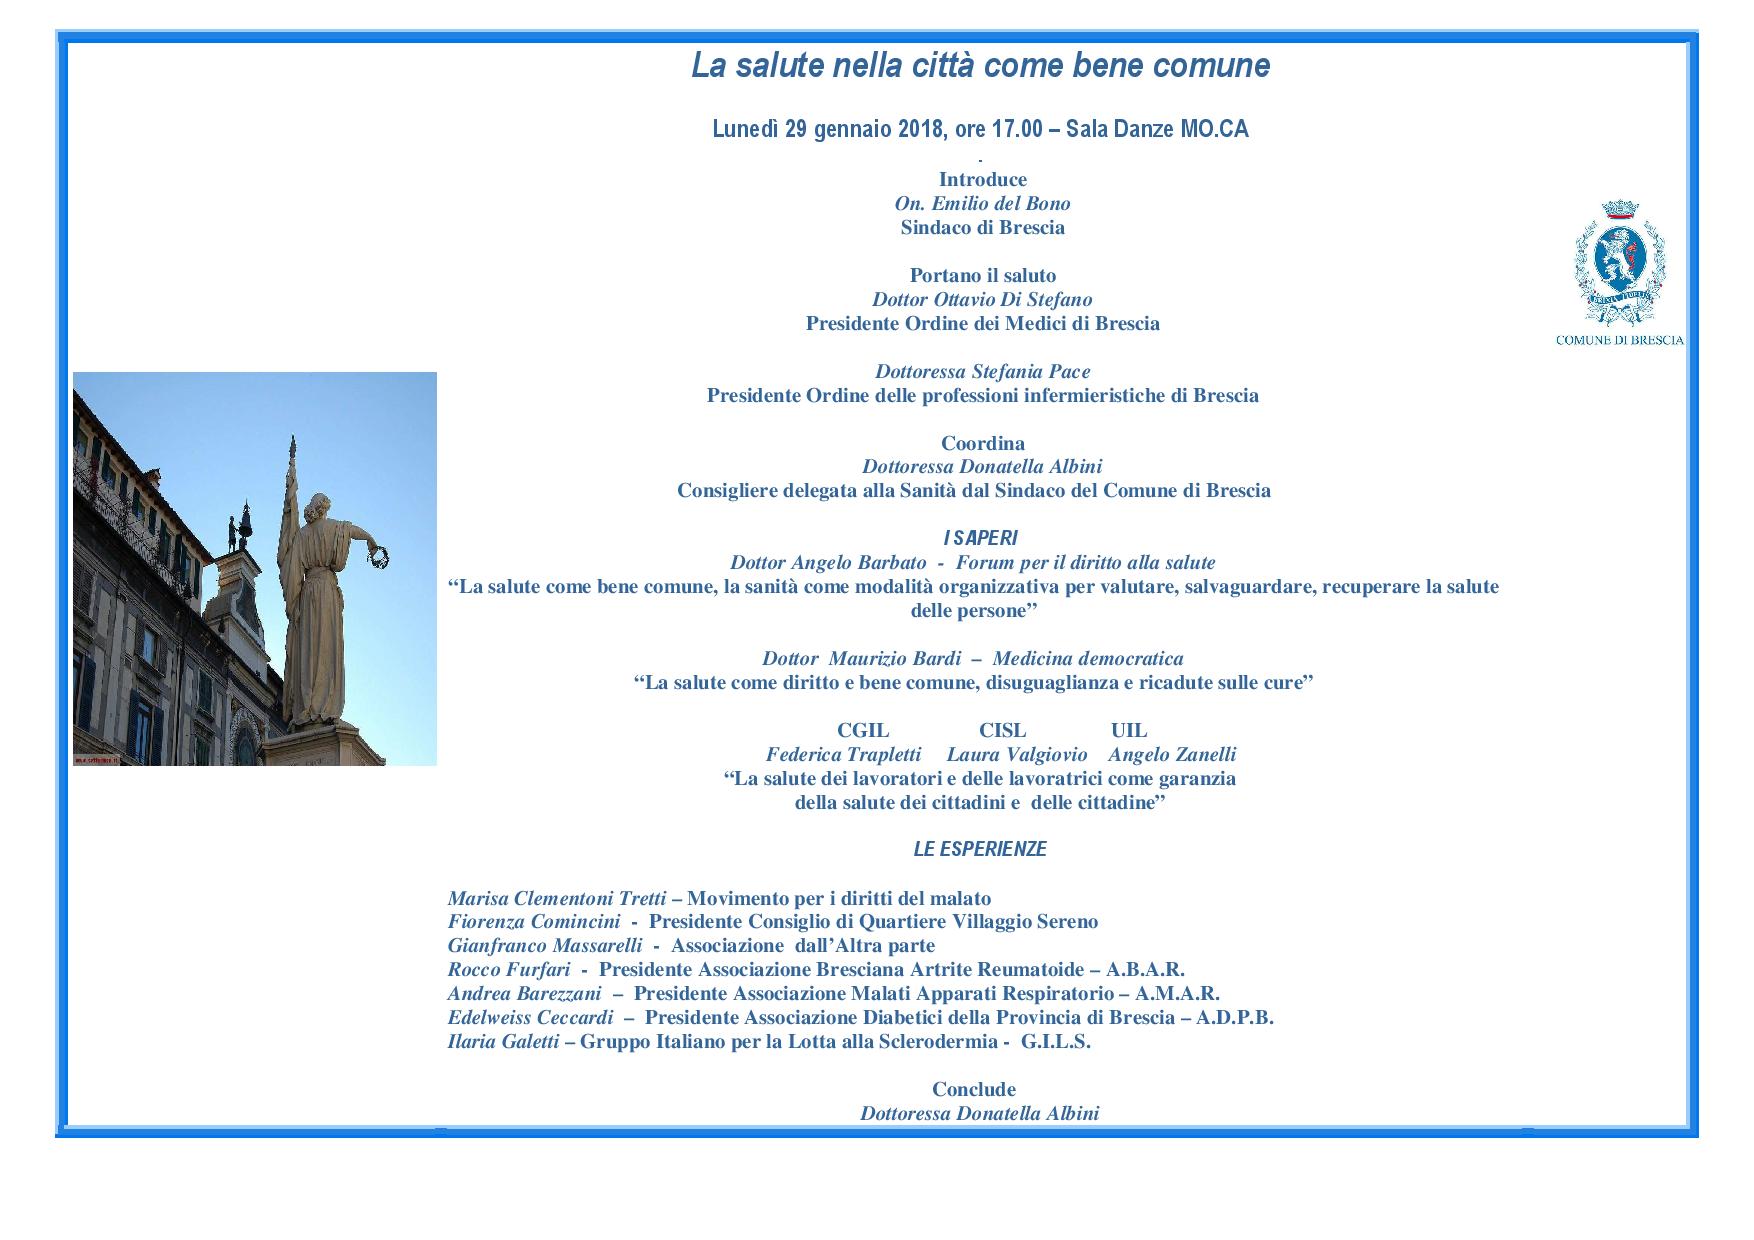 La salute nella città come bene comune
Lunedì 29 gennaio 2018, ore 17.00 – Sala Danze MO.CA
-
Introduce
On. Emilio del Bono
Sindaco di Brescia
Portano il saluto
Dottor Ottavio Di Stefano
Presidente Ordine dei Medici di Brescia
Dottoressa Stefania Pace
Presidente Ordine delle professioni infermieristiche di Brescia
Coordina
Dottoressa Donatella Albini
Consigliere delegata alla Sanità dal Sindaco del Comune di Brescia
I SAPERI
Dottor Angelo Barbato - Forum per il diritto alla salute
“La salute come bene comune, la sanità come modalità organizzativa per valutare, salvaguardare, recuperare la salute
delle persone”
Dottor Maurizio Bardi – Medicina democratica
“La salute come diritto e bene comune, disuguaglianza e ricadute sulle cure”
CGIL CISL UIL
Federica Trapletti Laura Valgiovio Angelo Zanelli
“La salute dei lavoratori e delle lavoratrici come garanzia
della salute dei cittadini e delle cittadine”
LE ESPERIENZE
Marisa Clementoni Tretti – Movimento per i diritti del malato
Fiorenza Comincini - Presidente Consiglio di Quartiere Villaggio Sereno
Gianfranco Massarelli - Associazione dall’Altra parte
Rocco Furfari - Presidente Associazione Bresciana Artrite Reumatoide – A.B.A.R.
Andrea Barezzani – Presidente Associazione Malati Apparati Respiratorio – A.M.A.R.
Edelweiss Ceccardi – Presidente Associazione Diabetici della Provincia di Brescia – A.D.P.B.
Ilaria Galetti – Gruppo Italiano per la Lotta alla Sclerodermia - G.I.L.S.
Conclude
Dottoressa Donatella Albini
COMUNE DI BRESCIA